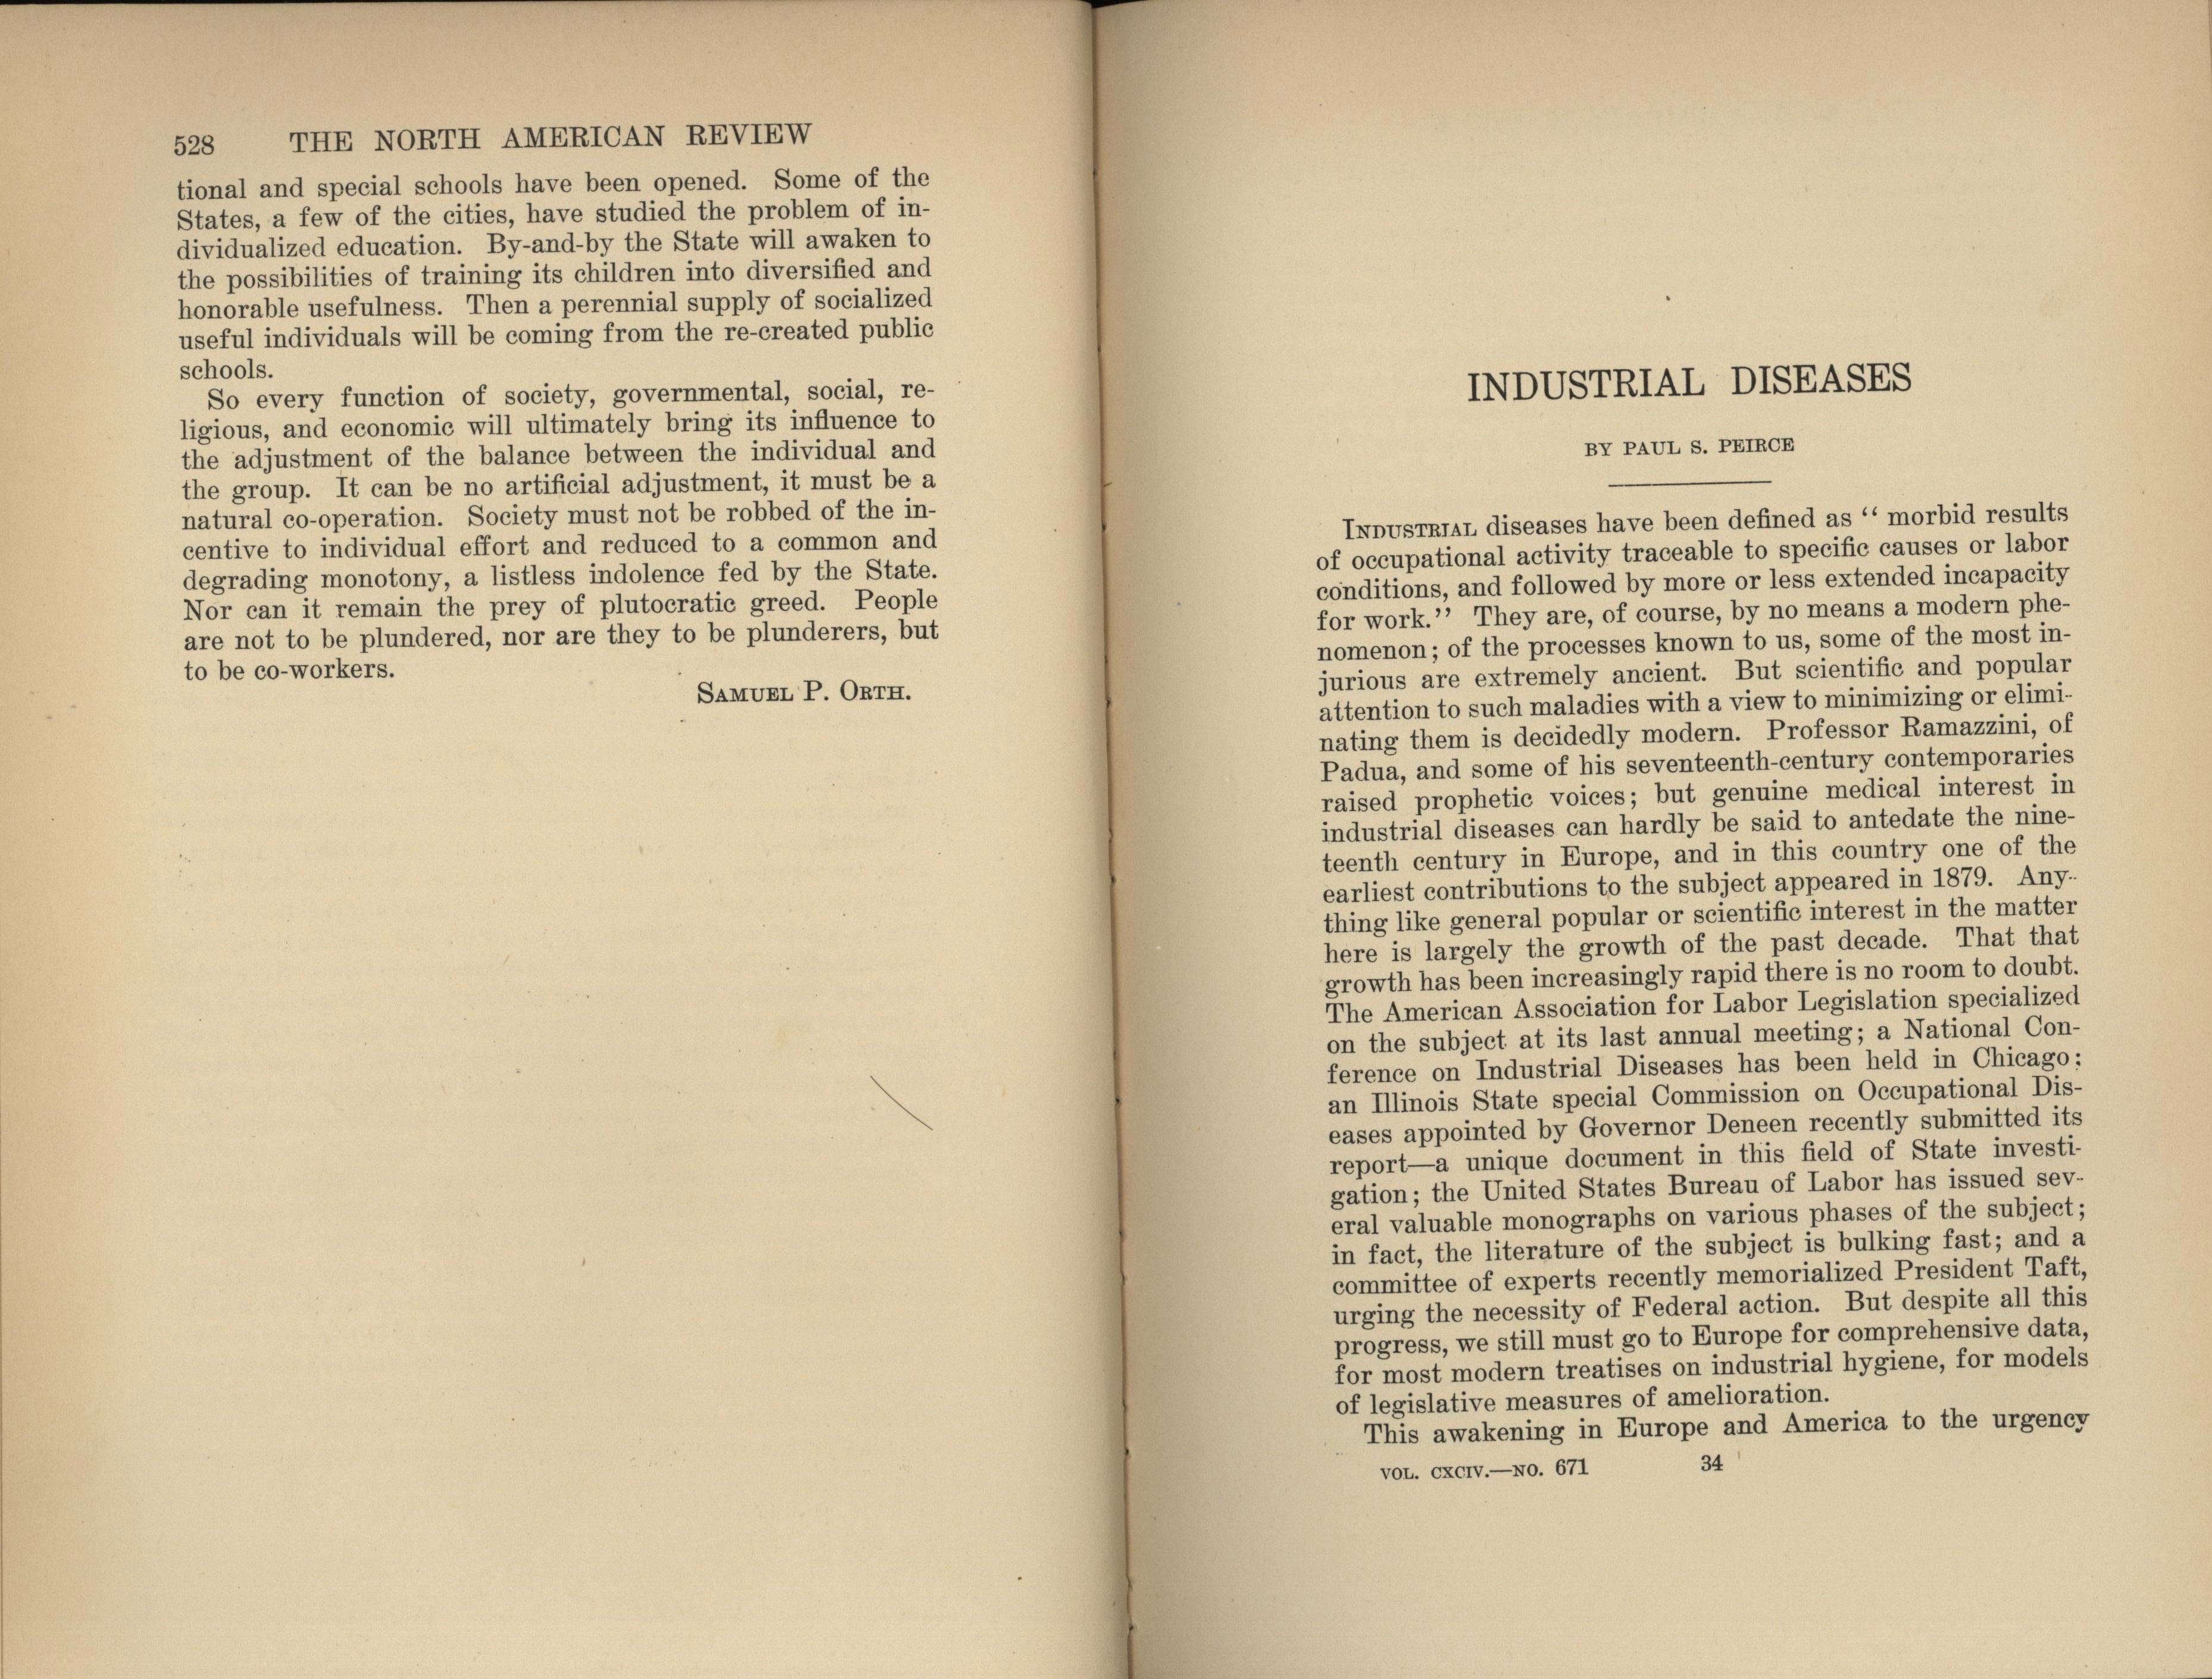 528 THE NORTH AMERICAN REVIEW
tional and special schools have been opened. Some of the
States, a few of the cities, have studied the problem of in-
dividualized education. By-and-by the State will awaken to
the possibilities of training its children into diversified and
honorable usefulness. Then a perennial supply of socialized
useful individuals will be coming from the re-created public
schools.
So every function of society, governmental, social, re-
ligious, and economic will ultimately bring its influence to
the adjustment of the balance between the individual and
the group. It can be no artificial adjustment, it must be a
natural co-operation. Society must not be robbed of the in-
centive to individual effort and reduced to a common and
degrading monotony, a listless indolence fed by the State.
Nor can it remain the prey of plutocratic greed. People
are not to be plundered, nor are they to be plunderers, but
to be co-workers.
SAMUEL P. ORTH.
INDUSTRIAL DISEASES
BY PAUL S. PEIRCE
INDUSTRIAL diseases have been defined as “ morbid results
of occupational activity traceable to specific causes or labor
conditions, and followed by more or less extended incapacity
for work.” They are, of course, by no means a modern phe-
nomenon; of the processes known to us, some of the most in-
jurious are extremely ancient. But scientific and popular
attention to such maladies with a view to minimizing or elimi-
nating them is decidedly modern. Professor Ramazzini, of
Padua, and some of his seventeenth-century contemporaries
raised prophetic voices; but genuine medical interest in
industrial diseases can hardly be said to antedate the nine-
teenth century in Europe, and in this country one of the
earliest contributions to the subject appeared in 1879. Any-
thing like general popular or scientific interest in the matter
here is largely the growth of the past decade. That that
growth has been increasingly rapid there is no room to doubt.
The American Association for Labor Legislation specialized
on the subject at its last annual meeting; a National Con-
ference on Industrial Diseases has been held in Chicago;
an Illinois State special Commission on Occupational Dis-
eases appointed by Governor Deneen recently submitted its
report—a unique document in this field of State investi-
gation; the United States Bureau of Labor has issued sev-
eral valuable monographs on various phases of the subject;
in fact, the literature of the subject is bulking fast; and a
committee of experts recently memorialized President Taft,
urging the necessity of Federal action. But despite all this
progress, we still must go to Europe for comprehensive data,
for most modern treatises on industrial hygiene, for models
of legislative measures of amelioration.
This awakening in Europe and America to the urgency
VOL. CXCIV.—NO. 671 34